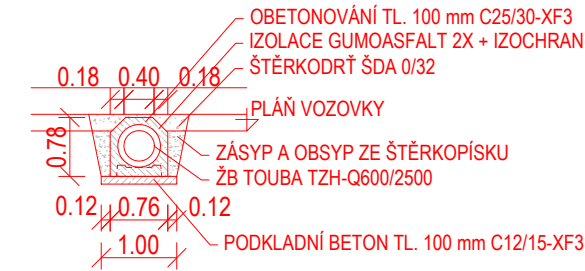 OBETONOVÁNÍ TL. 100 mm C25/30-XF3
IZOLACE GUMOASFALT 2X + IZOCHRAN
ŠTĚRKODRŤ ŠDA 0/32
0.18 0.40 0.18
PLÁŇ VOZOVKY
0.78
ZÁSYP A OBSYP ZE ŠTĚRKOPÍSKU
ŽB TOUBA TZH-Q600/2500
0.12 0.76 0.12
PODKLADNÍ BETON TL. 100 mm C12/15-XF3
1.00